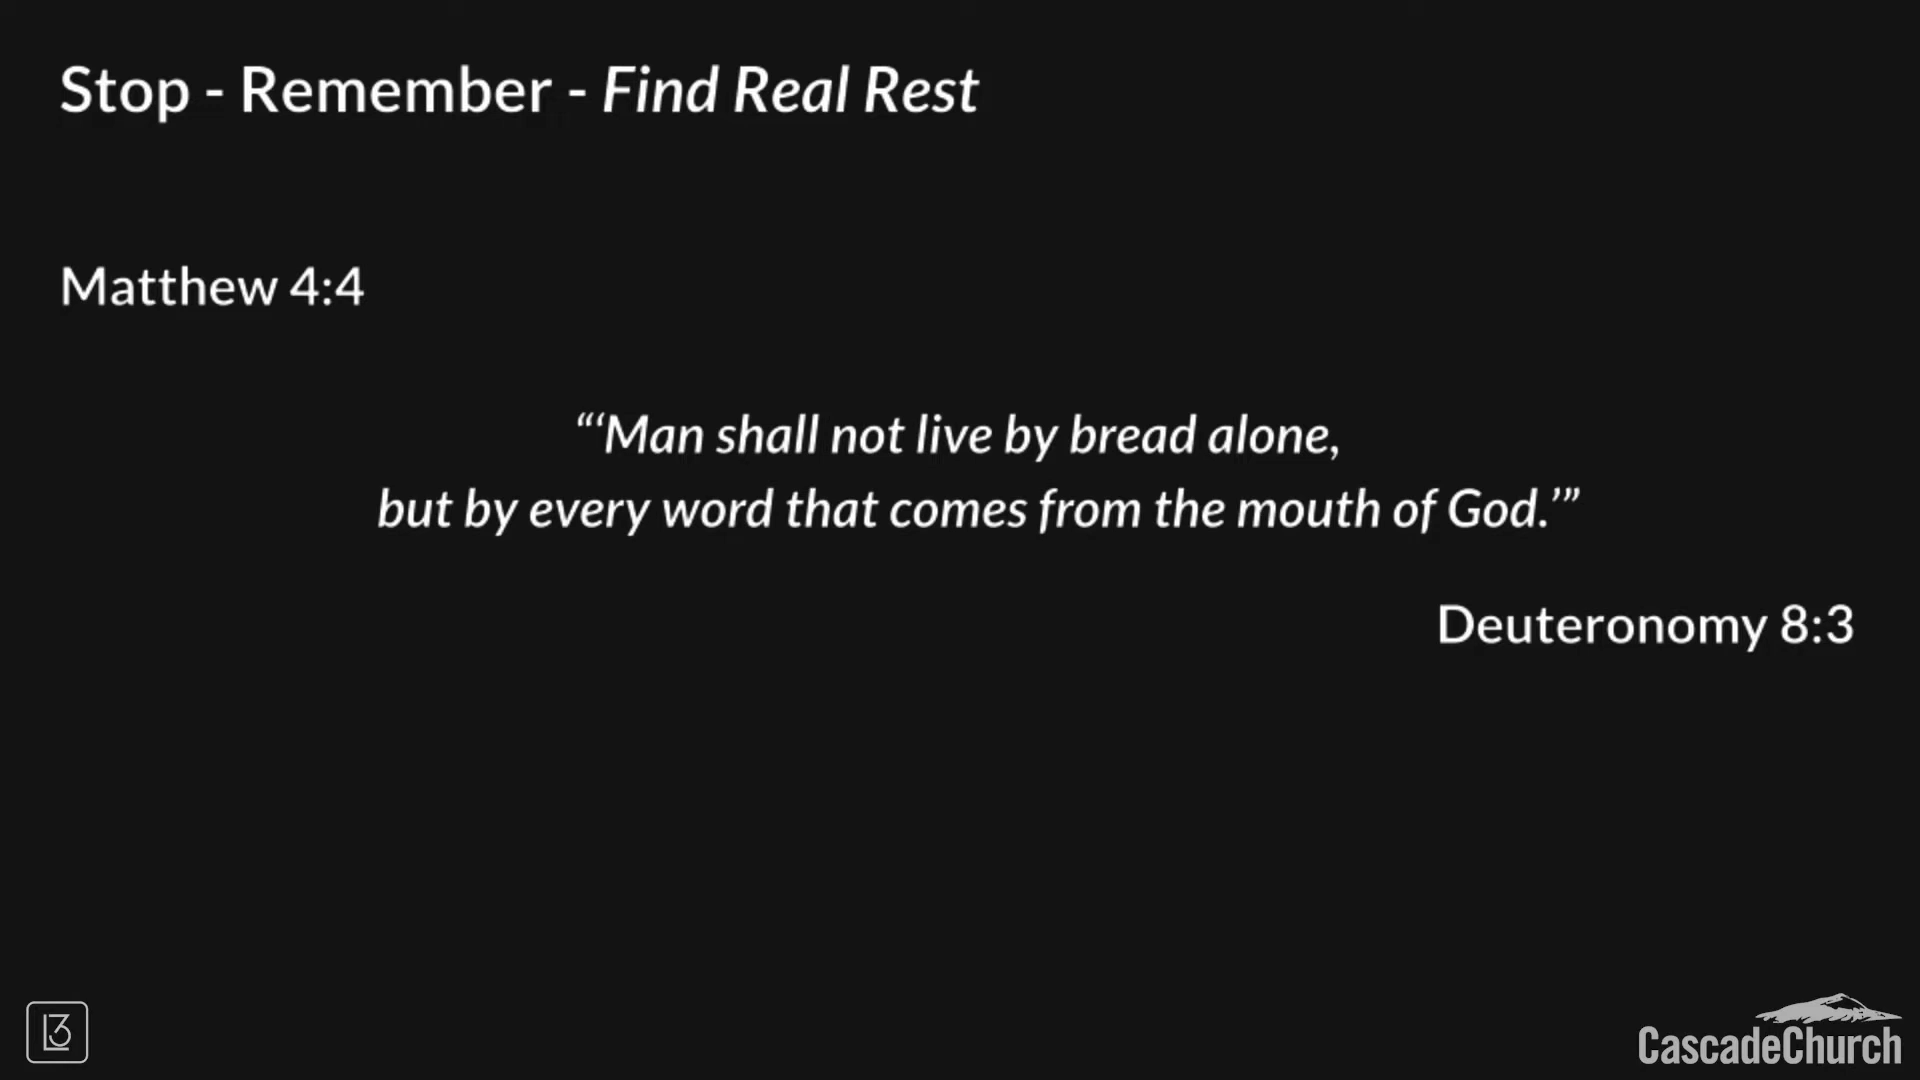 Stop - Remember - Find Real Rest
Matthew 4:4
“‘Man shall not live by bread alone,
but by every word that comes from the mouth of God.’”
Deuteronomy 8:3
L3
CascadeChurch